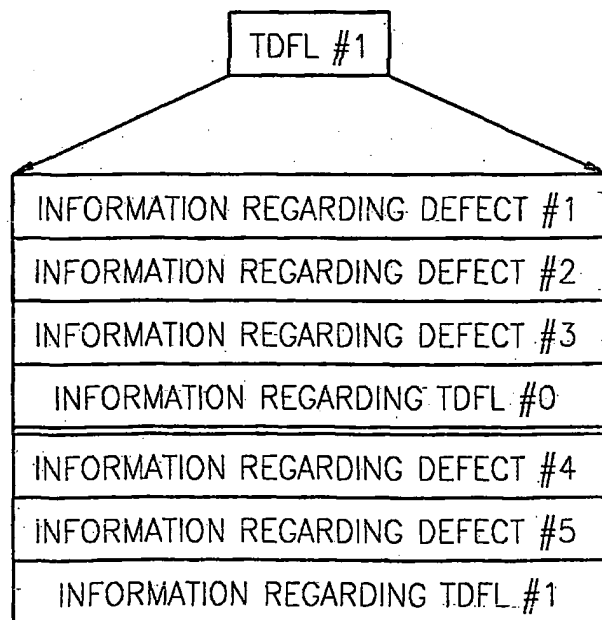 TDFL #1
INFORMATION REGARDING DEFECT #1
INFORMATION REGARDING DEFECT #2
INFORMATION REGARDING DEFECT #3
INFORMATION REGARDING TDFL #0
INFORMATION REGARDING DEFECT #4
INFORMATION REGARDING DEFECT #5
INFORMATION REGARDING TDFL #1